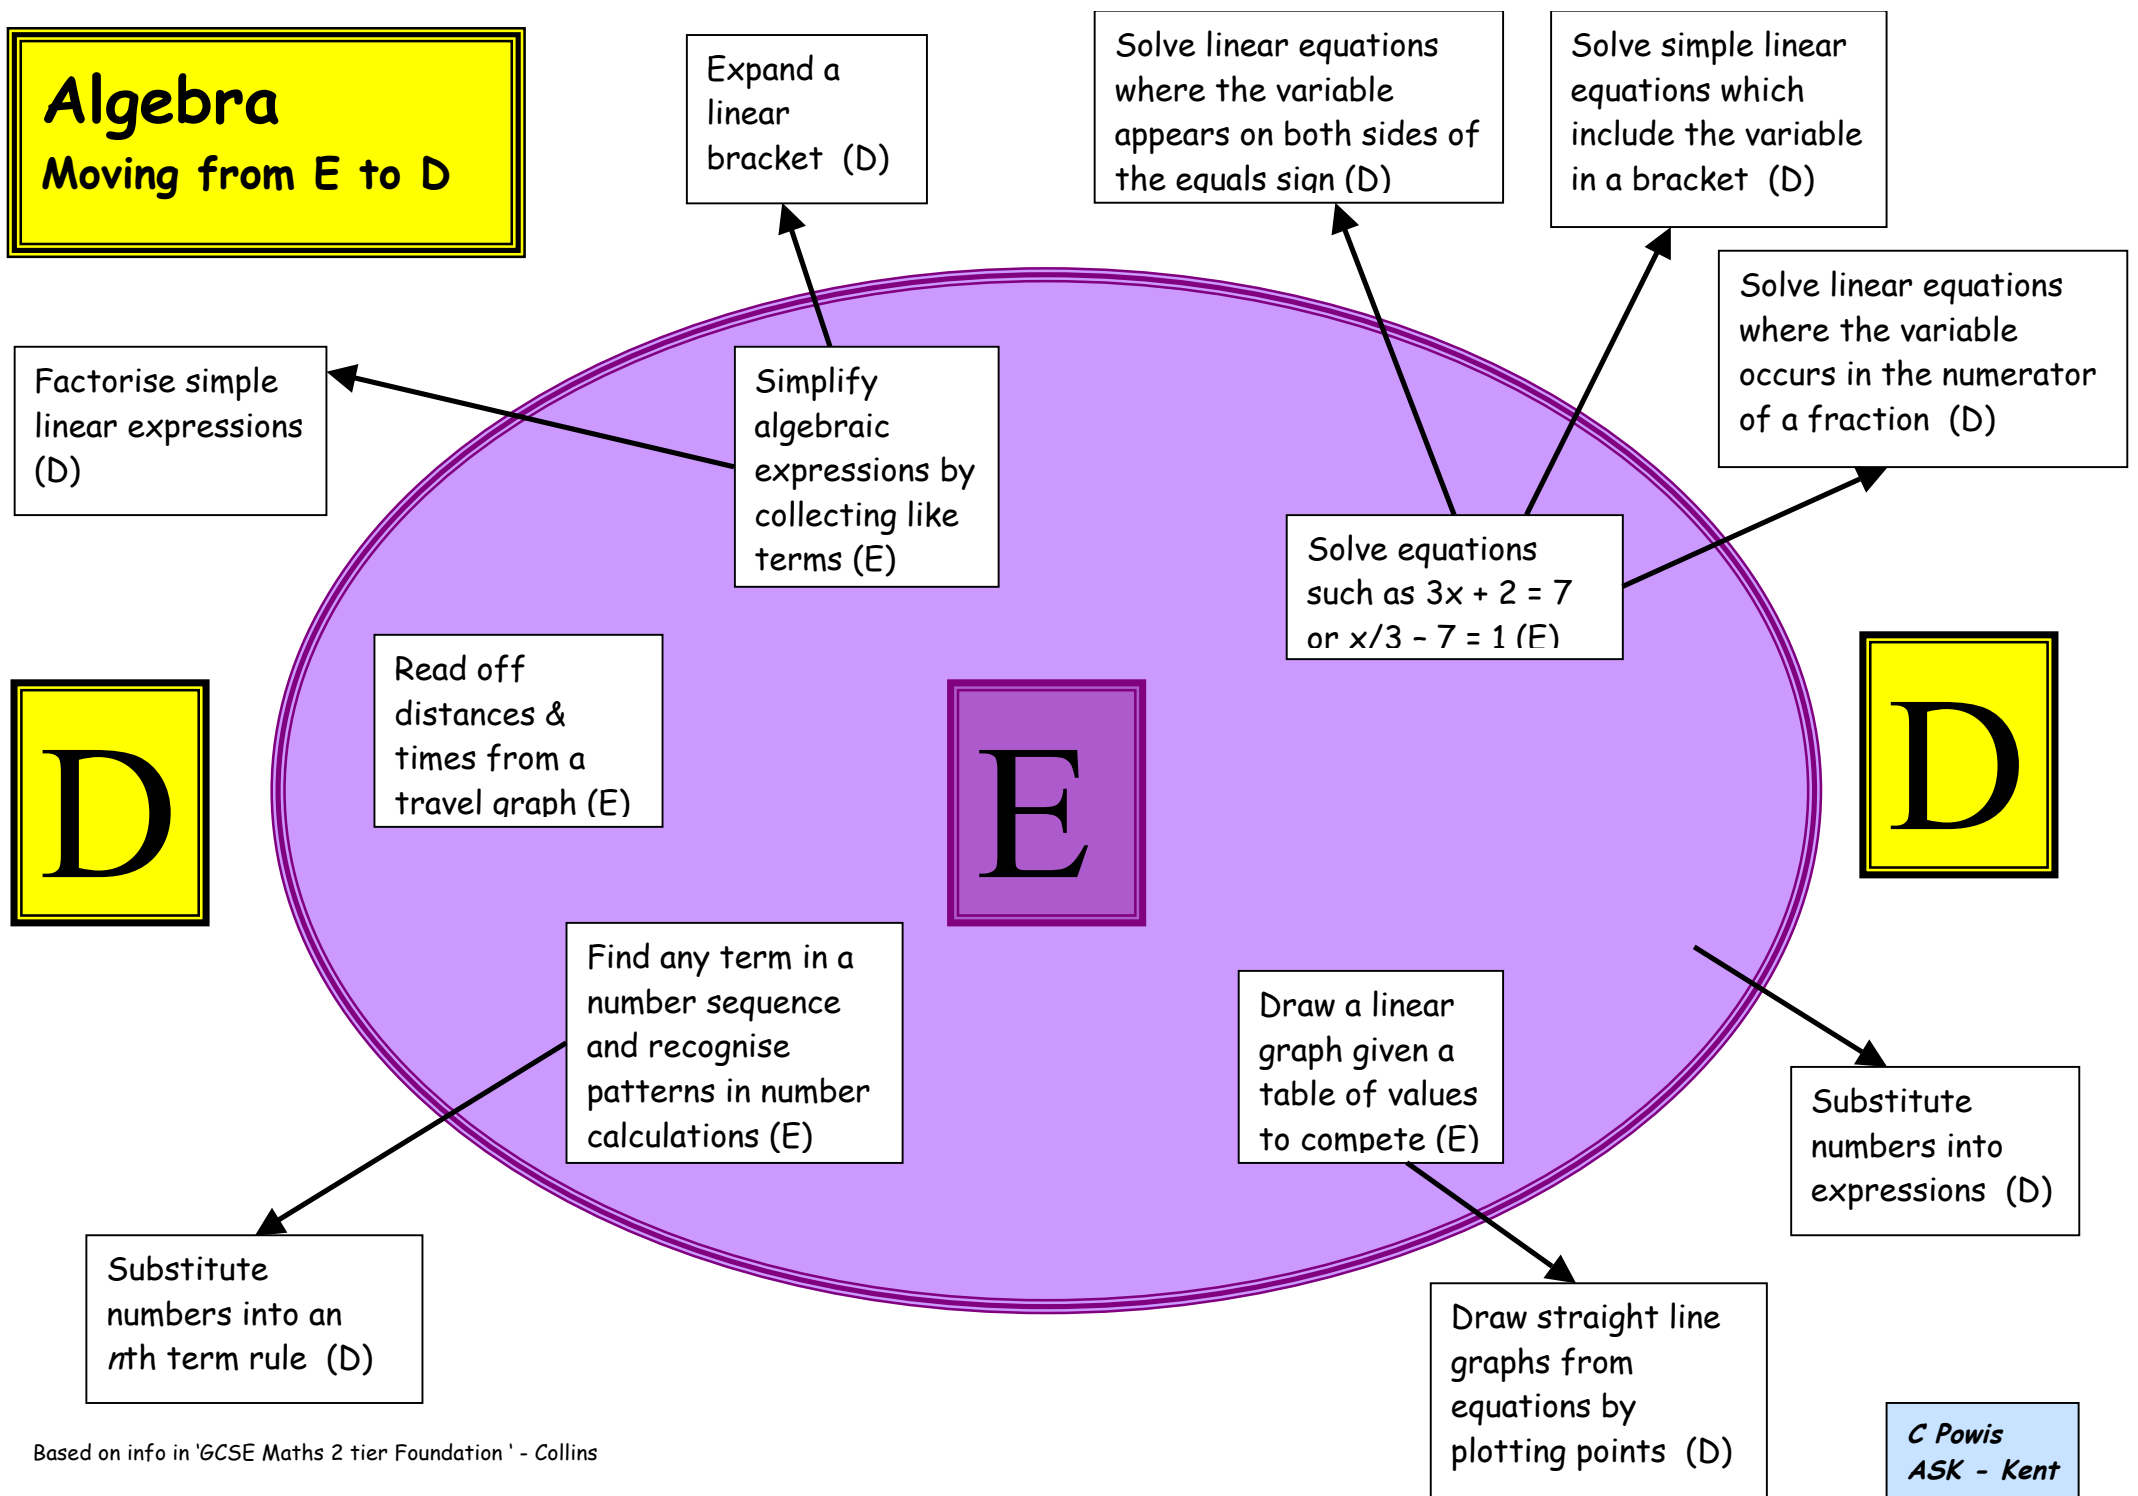 Algebra
Moving from E to D
Expand a
linear
bracket (D)
Solve linear equations
where the variable
appears on both sides of
the equals sign (D)
Solve simple linear
equations which
include the variable
in a bracket (D)
Solve linear equations
where the variable
occurs in the numerator
of a fraction (D)
Factorise simple
linear expressions
(D)
Simplify
algebraic
expressions by
collecting like
terms (E)
Solve equations
such as 3x + 2 = 7
or x/3 – 7 = 1 (E)
Read off
distances &
times from a
travel graph (E)
D
E
D
Find any term in a
number sequence
and recognise
patterns in number
calculations (E)
Draw a linear
graph given a
table of values
to compete (E)
Substitute
numbers into
expressions (D)
Substitute
numbers into an
nth term rule (D)
Draw straight line
graphs from
equations by
plotting points (D)
Based on info in ‘GCSE Maths 2 tier Foundation ‘ - Collins
C Powis
ASK - Kent